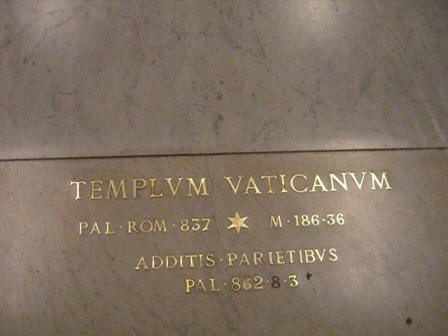 TEMPLVM VATICANVM
PAL·ROM·837 ★ M·186·36
ADDITIS·PARIETIBVS
PAL·862·8·3